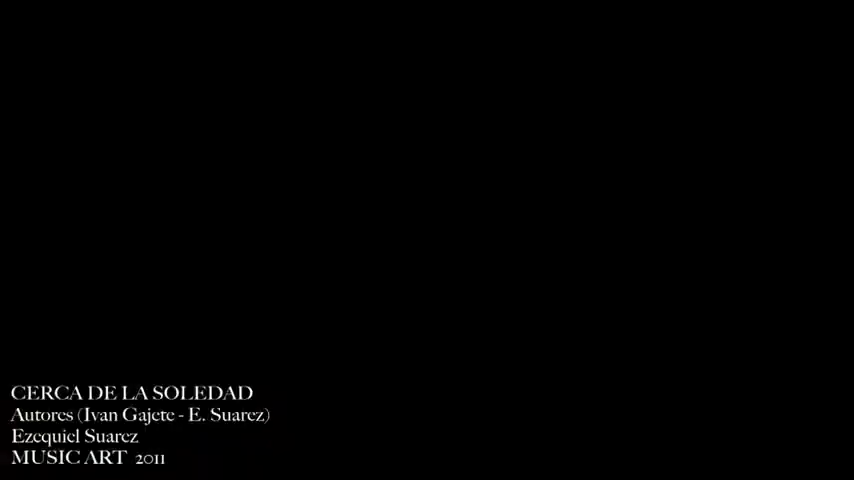 CERCA DE LA SOLEDAD
Autores (Ivan Gajete - E. Suarez)
Ezequiel Suarez
MUSIC ART 2011